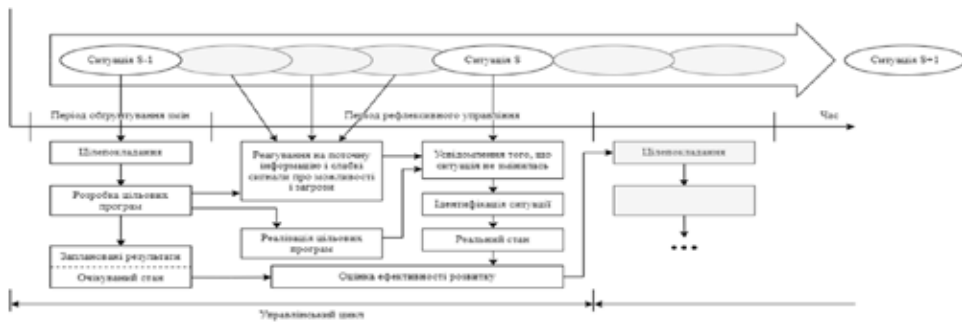 Ситуація S-1
Ситуація S
Ситуація S+1
Період обґрунтування змін
Період рефлексивного управління
Час
Цілепокладання
Розробка цільових
програм
Заплановані результати
Очікуваний стан
Реагування на поточну
інформацію і слабкі
сигнали про можливості
і загрози
Реалізація цільових
програм
Усвідомлення того, що
ситуація не змінилась
Ідентифікація ситуації
Реальний стан
Оцінка ефективності розвитку
Цілепокладання
Управлінський цикл